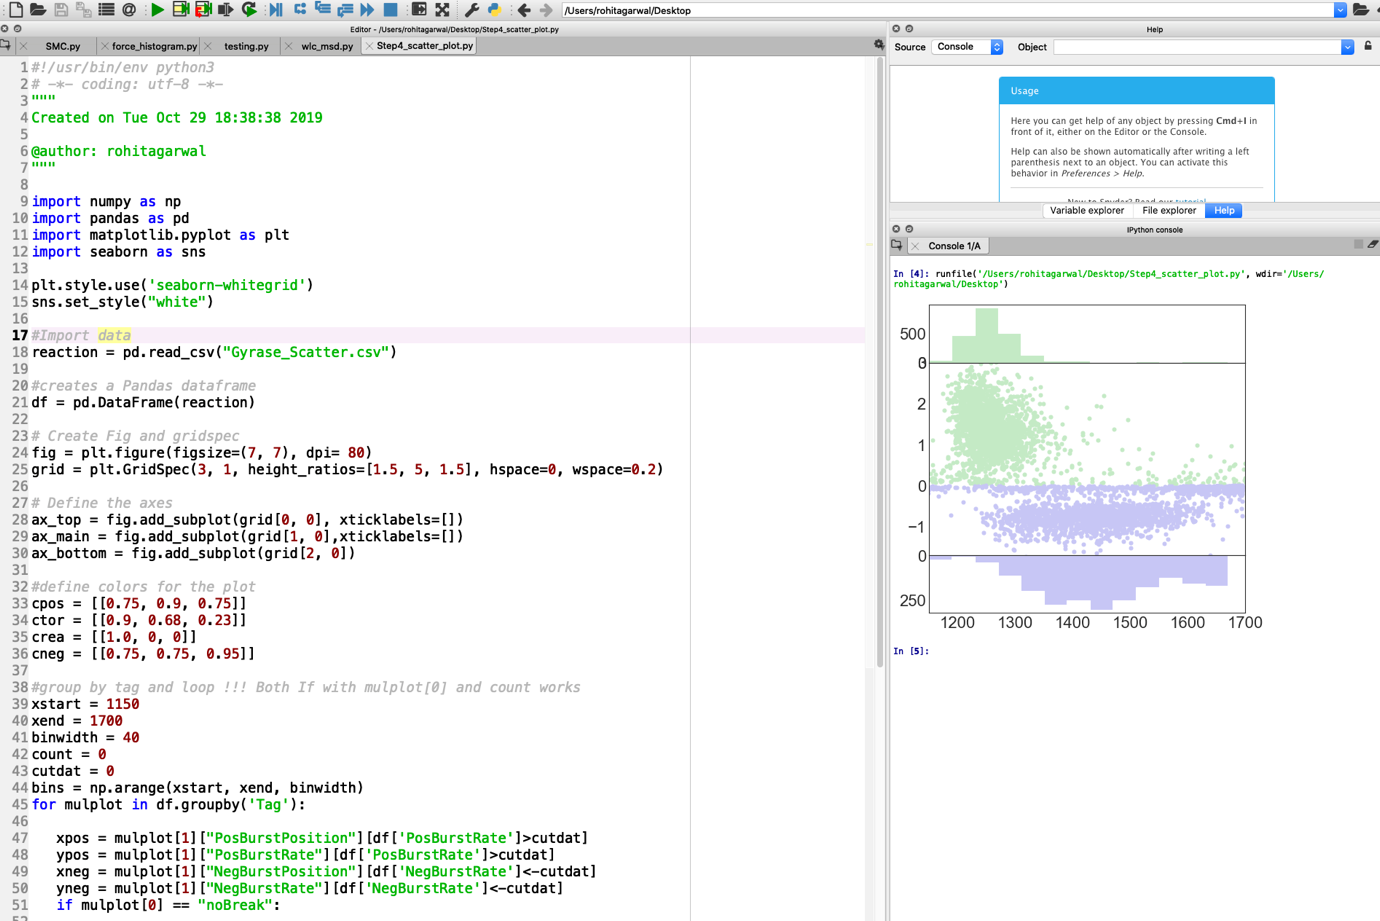 /Users/rohitagarwal/Desktop
Editor - /Users/rohitagarwal/Desktop/Step4_scatter_plot.py
SMC.py
force_histogram.py
testing.py
wlc_msd.py
Step4_scatter_plot.py
1 #!/usr/bin/env python3
2 # -*- coding: utf-8 -*-
3 """
4 Created on Tue Oct 29 18:38:38 2019
5
6 @author: rohitagarwal
7 """
8
9 import numpy as np
10 import pandas as pd
11 import matplotlib.pyplot as plt
12 import seaborn as sns
13
14 plt.style.use('seaborn-whitegrid')
15 sns.set_style("white")
16
17 #Import data
18 reaction = pd.read_csv("Gyrase_Scatter.csv")
19
20 #creates a Pandas dataframe
21 df = pd.DataFrame(reaction)
22
23 # Create Fig and gridspec
24 fig = plt.figure(figsize=(7, 7), dpi= 80)
25 grid = plt.GridSpec(3, 1, height_ratios=[1.5, 5, 1.5], hspace=0, wspace=0.2)
26
27 # Define the axes
28 ax_top = fig.add_subplot(grid[0, 0], xticklabels=[])
29 ax_main = fig.add_subplot(grid[1, 0],xticklabels=[])
30 ax_bottom = fig.add_subplot(grid[2, 0])
31
32 #define colors for the plot
33 cpos = [[0.75, 0.9, 0.75]]
34 ctor = [[0.9, 0.68, 0.23]]
35 crea = [[1.0, 0, 0]]
36 cneg = [[0.75, 0.75, 0.95]]
37
38 #group by tag and loop !!! Both If with mulplot[0] and count works
39 xstart = 1150
40 xend = 1700
41 binwidth = 40
42 count = 0
43 cutdat = 0
44 bins = np.arange(xstart, xend, binwidth)
45 for mulplot in df.groupby('Tag'):
46
47 xpos = mulplot[1]["PosBurstPosition"][df['PosBurstRate']>cutdat]
48 ypos = mulplot[1]["PosBurstRate"][df['PosBurstRate']>cutdat]
49 xneg = mulplot[1]["NegBurstPosition"][df['NegBurstRate']<-cutdat]
50 yneg = mulplot[1]["NegBurstRate"][df['NegBurstRate']<-cutdat]
51 if mulplot[0] == "noBreak":
Help
Source Console Object
Usage
Here you can get help of any object by pressing Cmd+I in
front of it, either on the Editor or the Console.
Help can also be shown automatically after writing a left
parenthesis next to an object. You can activate this
behavior in Preferences > Help.
New to Spyder? Read our tutorial
Variable explorer File explorer Help
IPython console
Console 1/A
In [4]: runfile('/Users/rohitagarwal/Desktop/Step4_scatter_plot.py', wdir='/Users/
rohitagarwal/Desktop')
500
2
1
0
−1
0
250
1200 1300 1400 1500 1600 1700
In [5]: